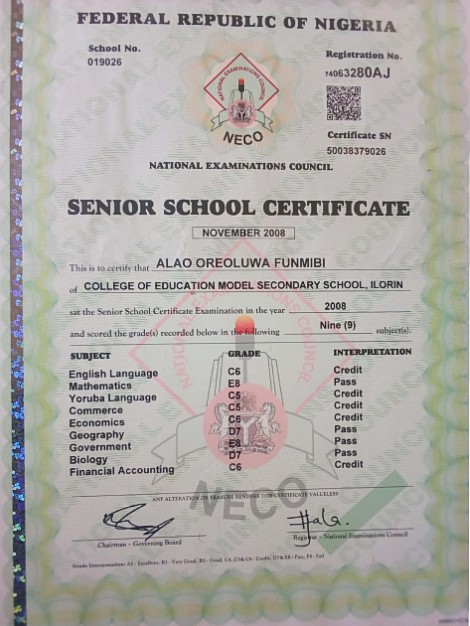 FEDERAL REPUBLIC OF NIGERIA
School No.
019026
Registration No.
74063280AJ
NATIONAL EXAMINATIONS COUNCIL
NECO
Certificate SN
50038379026
NATIONAL EXAMINATIONS COUNCIL
SENIOR SCHOOL CERTIFICATE
NOVEMBER 2008
This is to certify that ALAO OREOLUWA FUNMIBI
of COLLEGE OF EDUCATION MODEL SECONDARY SCHOOL, ILORIN
sat the Senior School Certificate Examination in the year 2008
and scored the grade(s) recorded below in the following Nine (9) subject(s).
SUBJECT GRADE INTERPRETATION
English Language C6 Credit
Mathematics E8 Pass
Yoruba Language C5 Credit
Commerce C5 Credit
Economics C6 Credit
Geography D7 Pass
Government E8 Pass
Biology D7 Pass
Financial Accounting C6 Credit
NATIONAL EXAMINATIONS COUNCIL
NECO
ANY ALTERATION OR ERASURE RENDERS THIS CERTIFICATE VALUELESS
Chairman - Governing Board
Registrar - National Examinations Council
Grade Interpretation: A1 - Excellent, B2 - Very Good, B3 - Good, C4, C5 & C6 - Credit, D7 & E8 - Pass, F9 - Fail